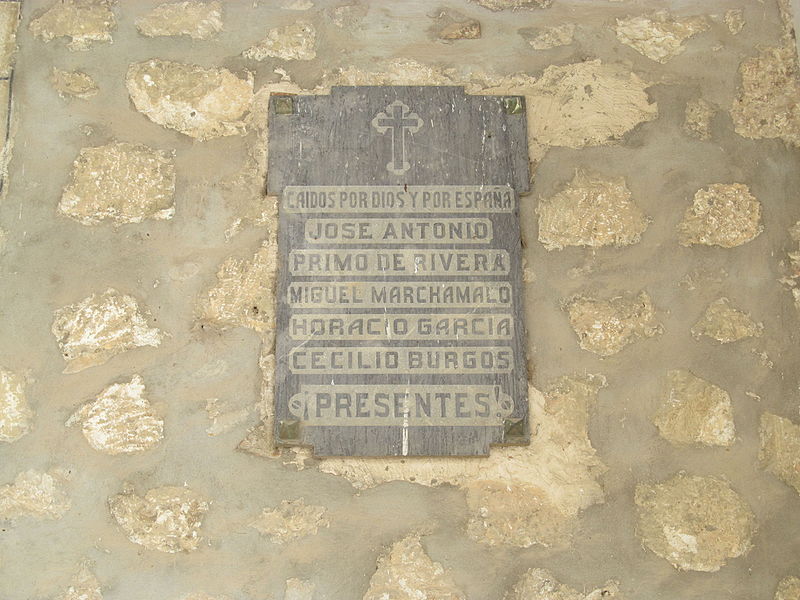 CAIDOS POR DIOS Y POR ESPAÑA
JOSE ANTONIO
PRIMO DE RIVERA
MIGUEL MARCHAMALO
HORACIO GARCIA
CECILIO BURGOS
¡PRESENTES!